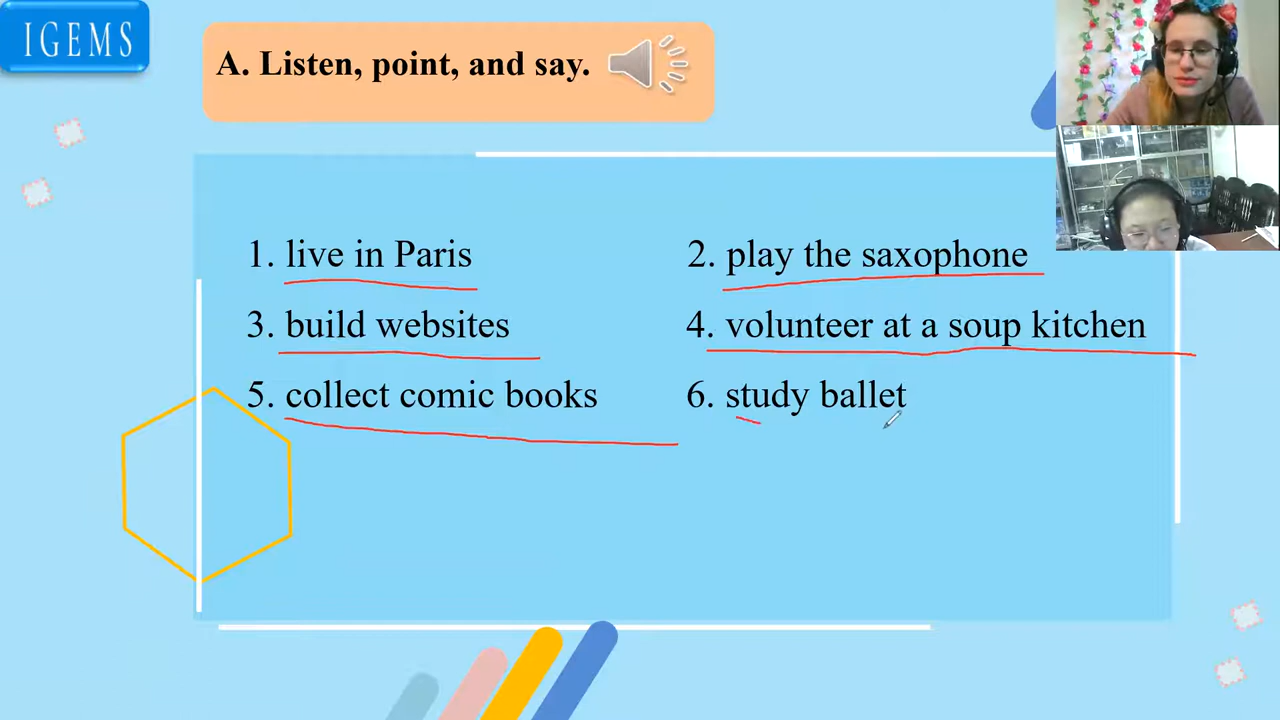 IGEMS
A. Listen, point, and say.
1. live in Paris
2. play the saxophone
3. build websites
4. volunteer at a soup kitchen
5. collect comic books
6. study ballet